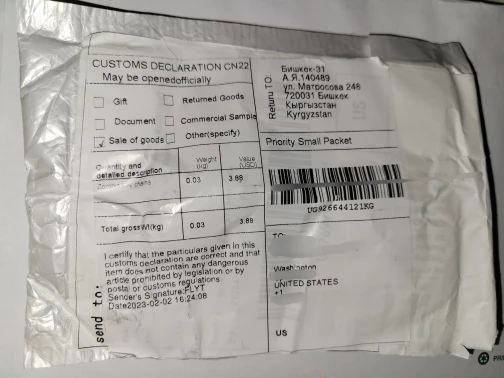 CUSTOMS DECLARATION CN22
May be openedofficially
Gift
Returned Goods
Document
Commercial Sample
Sale of goods
Other(specify)
Quantity and detailed description
Weight (kg)
Value (USD)
0.03
3.88
Total grossWt(kg)
0.03
3.88
I certify that the particulars given in this
customs declaration are correct and that
item does not contain any dangerous
article prohibited by legislation or by
postal or customs regulations.
Sender's Signature:FLYT
Date2023-02-02 16:24:08
send to:
Return TO:
Бишкек-31
А.Я.140489
ул. Матросова 248
720031 Бишкек
Кыргызстан
Kyrgyzstan
US
Priority Small Packet
UG926644121KG
TO:
Washington
UNITED STATES
+1
US